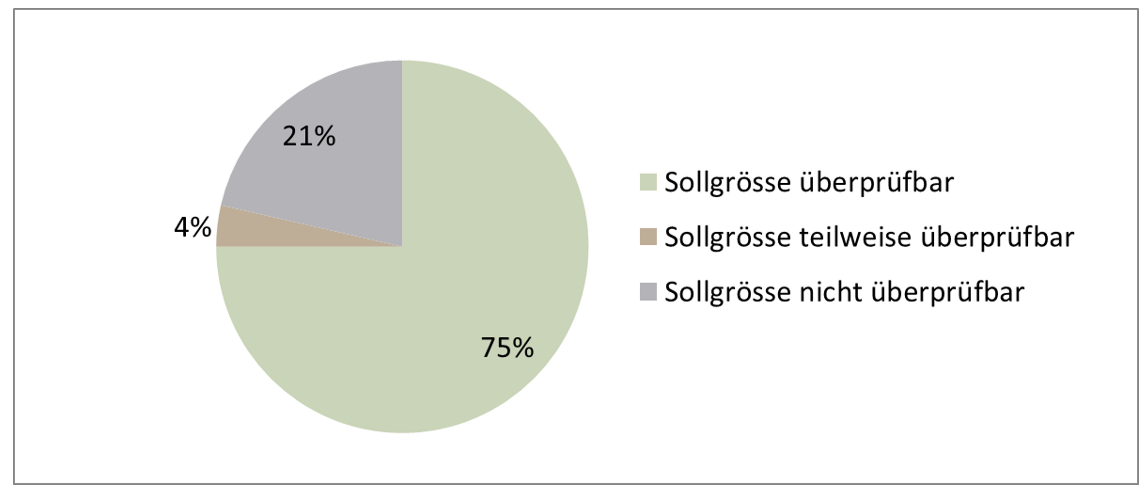 21%
4%
75%
Sollgrösse überprüfbar
Sollgrösse teilweise überprüfbar
Sollgrösse nicht überprüfbar